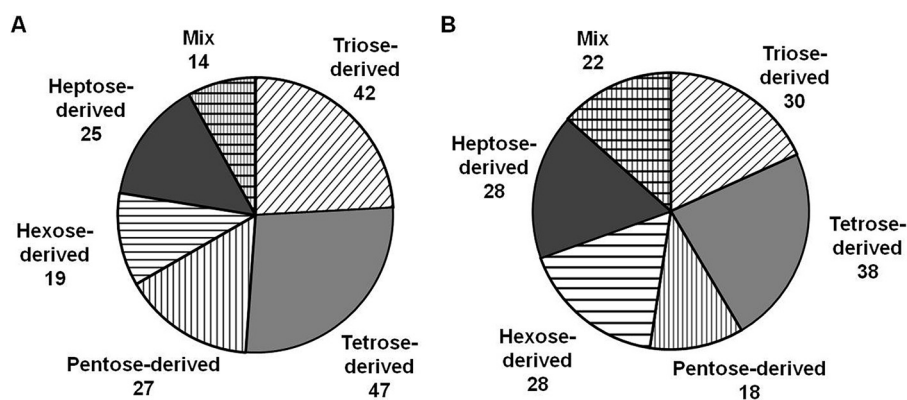 A
Mix
14
Triose-
derived
42
Heptose-
derived
25
Hexose-
derived
19
Pentose-derived
27
Tetrose-
derived
47
B
Mix
22
Triose-
derived
30
Heptose-
derived
28
Tetrose-
derived
38
Hexose-
derived
28
Pentose-derived
18